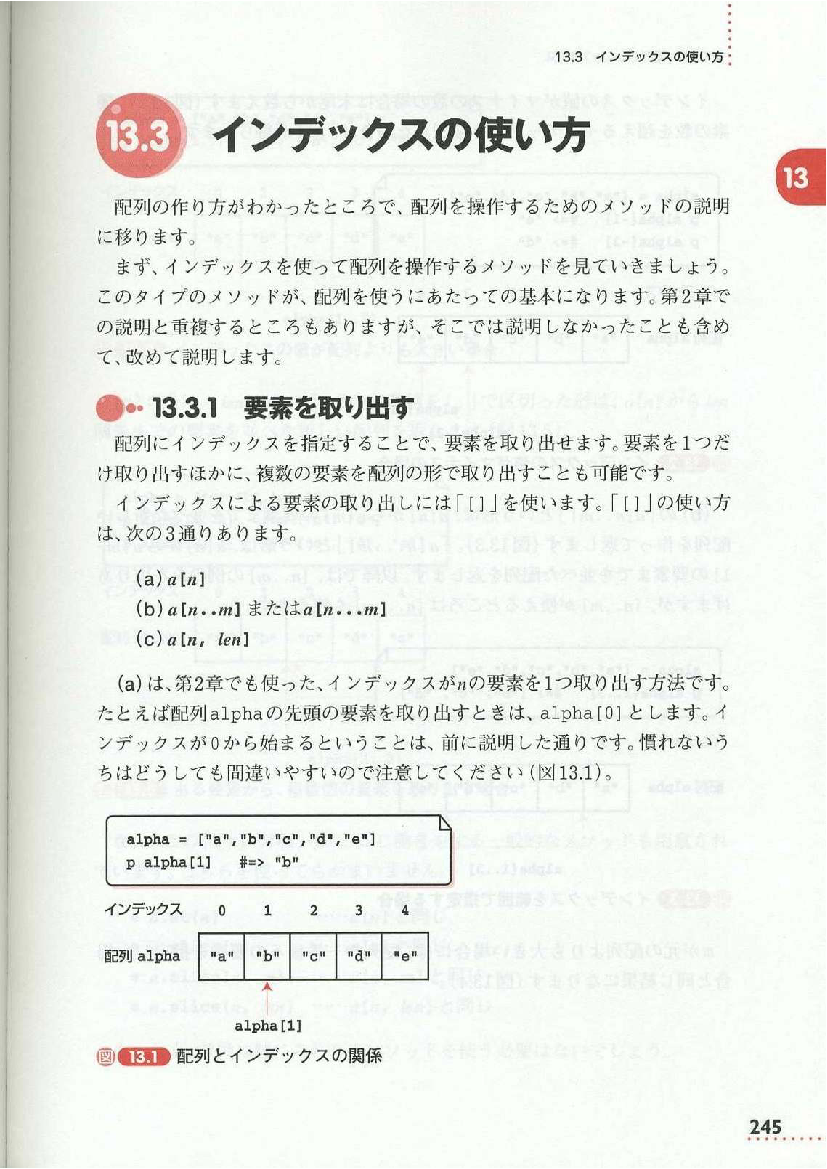 13.3 インデックスの使い方
13.3 インデックスの使い方
13
配列の作り方がわかったところで、配列を操作するためのメソッドの説明
に移ります。
まず、インデックスを使って配列を操作するメソッドを見ていきましょう。
このタイプのメソッドが、配列を使うにあたっての基本になります。第2章で
の説明と重複するところもありますが、そこでは説明しなかったことも含め
て、改めて説明します。
13.3.1 要素を取り出す
配列にインデックスを指定することで、要素を取り出せます。要素を1つだ
け取り出すほかに、複数の要素を配列の形で取り出すことも可能です。
インデックスによる要素の取り出しには「[]」を使います。「[]」の使い方
は、次の3通りあります。
(a) a[n]
(b) a[n..m] またはa[n...m]
(c) a[n, len]
(a)は、第2章でも使った、インデックスがnの要素を1つ取り出す方法です。
たとえば配列alphaの先頭の要素を取り出すときは、alpha[0]とします。イ
ンデックスが0から始まるということは、前に説明した通りです。慣れないう
ちはどうしても間違いやすいので注意してください(図13.1)。
alpha = ["a","b","c","d","e"]
p alpha[1] #=> "b"
インデックス 0 1 2 3 4
配列 alpha "a" "b" "c" "d" "e"
alpha[1]
図 13.1 配列とインデックスの関係
245